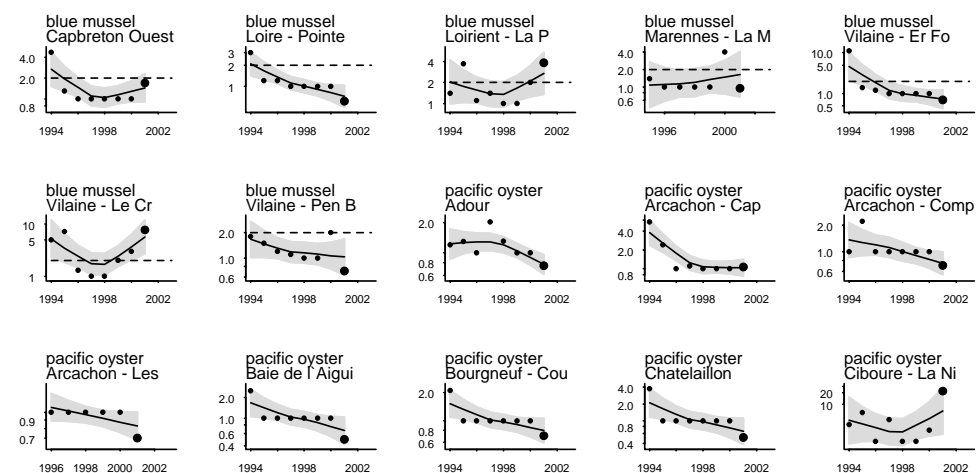 blue mussel
Capbreton Ouest
4.0
2.0
0.8
1994 1998 2002
blue mussel
Loire - Pointe
3
2
1
1994 1998 2002
blue mussel
Loirient - La P
4
2
1
1994 1998 2002
blue mussel
Marennes - La M
4.0
2.0
1.0
0.6
1996 2000
blue mussel
Vilaine - Er Fo
10.0
5.0
1.0
0.5
1994 1998 2002
blue mussel
Vilaine - Le Cr
10
5
1
1994 1998 2002
blue mussel
Vilaine - Pen B
2.0
1.0
0.6
1994 1998 2002
pacific oyster
Adour
2.0
0.8
0.6
1994 1998 2002
pacific oyster
Arcachon - Cap
4.0
2.0
0.8
1994 1998 2002
pacific oyster
Arcachon - Comp
2.0
1.0
0.6
1994 1998 2002
pacific oyster
Arcachon - Les
0.9
0.7
1996 1998 2000 2002
pacific oyster
Baie de l Aigui
2.0
1.0
0.6
0.4
1994 1998 2002
pacific oyster
Bourgneuf - Cou
2.0
0.8
0.6
1994 1998 2002
pacific oyster
Chatelaillon
4.0
2.0
0.8
0.4
1994 1998 2002
pacific oyster
Ciboure - La Ni
20
10
1994 1998 2002